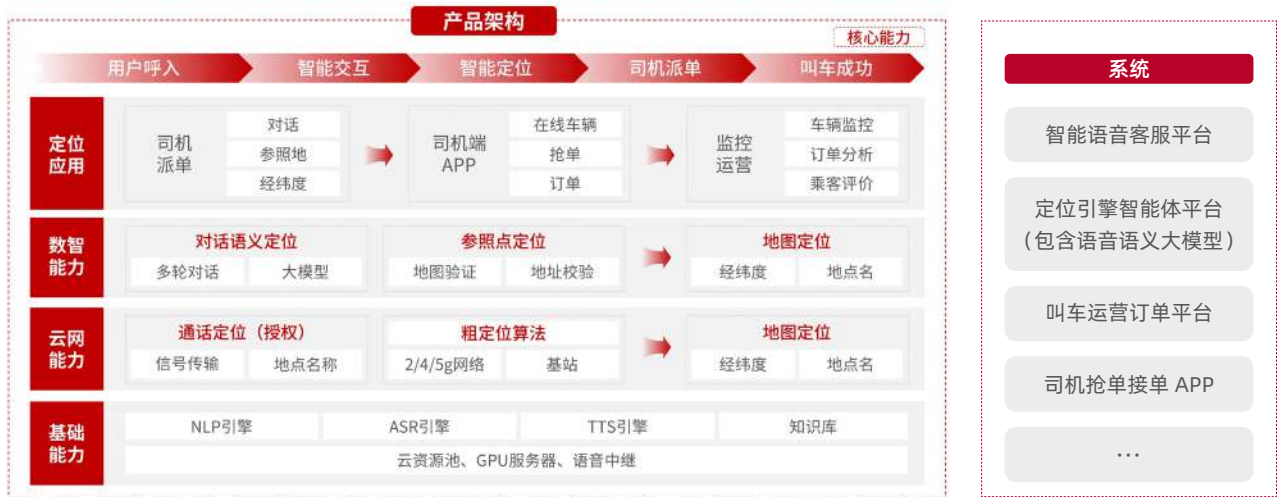 产品架构
核心能力
用户呼入
智能交互
智能定位
司机派单
叫车成功
定位
应用
司机
派单
对话
参照地
经纬度
司机端
APP
在线车辆
抢单
订单
监控
运营
车辆监控
订单分析
乘客评价
数智
能力
对话语义定位
多轮对话
大模型
参照点定位
地图验证
地址校验
地图定位
经纬度
地点名
云网
能力
通话定位（授权）
信号传输
地点名称
粗定位算法
2/4/5g网络
基站
地图定位
经纬度
地点名
基础
能力
NLP引擎
ASR引擎
TTS引擎
知识库
云资源池、GPU服务器、语音中继
系统
智能语音客服平台
定位引擎智能体平台
（包含语音语义大模型）
叫车运营订单平台
司机抢单接单 APP
…